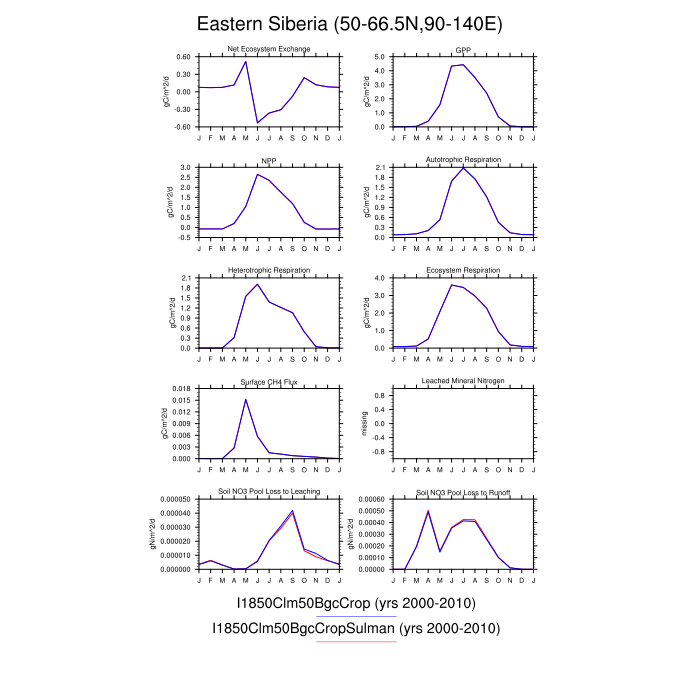 Eastern Siberia (50-66.5N,90-140E)
Net Ecosystem Exchange
gC/m^2/d
0.60
0.30
0.00
-0.30
-0.60
J F M A M J J A S O N D J
GPP
gC/m^2/d
5.0
4.0
3.0
2.0
1.0
0.0
J F M A M J J A S O N D J
NPP
gC/m^2/d
3.0
2.5
2.0
1.5
1.0
0.5
0.0
-0.5
J F M A M J J A S O N D J
Autotrophic Respiration
gC/m^2/d
2.1
1.8
1.5
1.2
0.9
0.6
0.3
0.0
J F M A M J J A S O N D J
Heterotrophic Respiration
gC/m^2/d
2.1
1.8
1.5
1.2
0.9
0.6
0.3
0.0
J F M A M J J A S O N D J
Ecosystem Respiration
gC/m^2/d
4.0
3.0
2.0
1.0
0.0
J F M A M J J A S O N D J
Surface CH4 Flux
gC/m^2/d
0.018
0.015
0.012
0.009
0.006
0.003
0.000
J F M A M J J A S O N D J
Leached Mineral Nitrogen
missing
0.8
0.4
0.0
-0.4
-0.8
J F M A M J J A S O N D J
Soil NO3 Pool Loss to Leaching
gN/m^2/d
0.000050
0.000040
0.000030
0.000020
0.000010
0.000000
J F M A M J J A S O N D J
Soil NO3 Pool Loss to Runoff
gN/m^2/d
0.00060
0.00050
0.00040
0.00030
0.00020
0.00010
0.00000
J F M A M J J A S O N D J
I1850Clm50BgcCrop (yrs 2000-2010)
I1850Clm50BgcCropSulman (yrs 2000-2010)